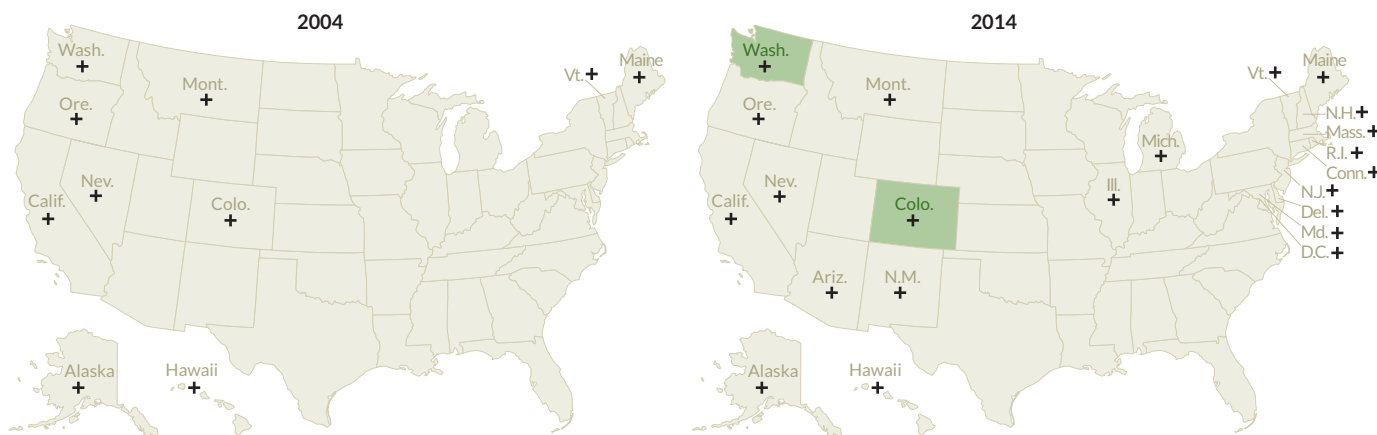 2004
Wash.
Ore.
Mont.
Vt.
Maine
Nev.
Calif.
Colo.
Alaska
Hawaii
2014
Wash.
Ore.
Mont.
Vt.
Maine
N.H.
Mass.
Mich.
R.I.
Conn.
Nev.
Ill.
N.J.
Calif.
Colo.
Del.
Md.
D.C.
Ariz.
N.M.
Alaska
Hawaii